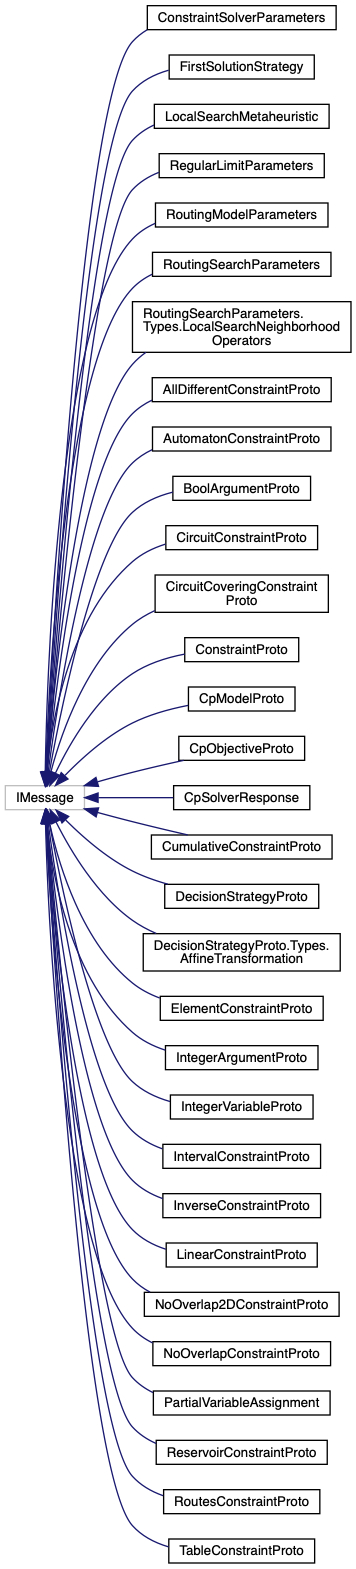 ConstraintSolverParameters
FirstSolutionStrategy
LocalSearchMetaheuristic
RegularLimitParameters
RoutingModelParameters
RoutingSearchParameters
RoutingSearchParameters.
Types.LocalSearchNeighborhood
Operators
AllDifferentConstraintProto
AutomatonConstraintProto
BoolArgumentProto
CircuitConstraintProto
CircuitCoveringConstraint
Proto
ConstraintProto
CpModelProto
CpObjectiveProto
IMessage
CpSolverResponse
CumulativeConstraintProto
DecisionStrategyProto
DecisionStrategyProto.Types.
AffineTransformation
ElementConstraintProto
IntegerArgumentProto
IntegerVariableProto
IntervalConstraintProto
InverseConstraintProto
LinearConstraintProto
NoOverlap2DConstraintProto
NoOverlapConstraintProto
PartialVariableAssignment
ReservoirConstraintProto
RoutesConstraintProto
TableConstraintProto